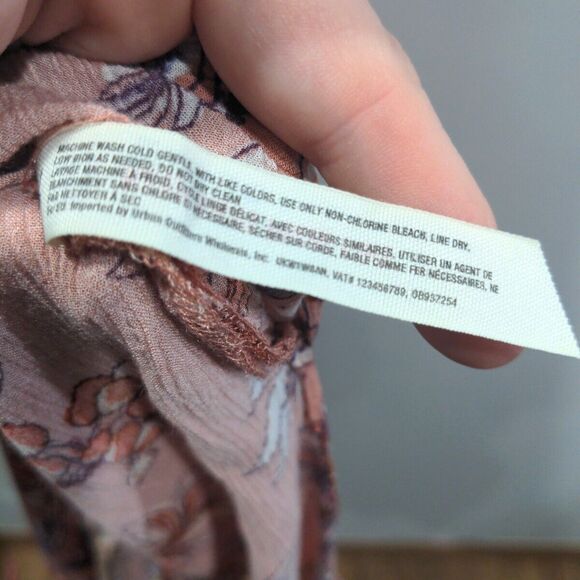 MACHINE WASH COLD GENTLE, WITH LIKE COLORS, USE ONLY NON-CHLORINE BLEACH, LINE DRY,
LOW IRON AS NEEDED, DO NOT DRY CLEAN
LAVAGE MACHINE À FROID, CYCLE LINGE DÉLICAT, AVEC COULEURS SIMILAIRES, UTILISER UN AGENT DE
BLANCHIMENT SANS CHLORE SI NÉCESSAIRE, SÉCHER SUR CORDE, FAIBLE COMME FER NÉCESSAIRES, NE
PAS NETTOYER À SEC
Imported by Urban Outfitters Wholesale, Inc. VAT# 123456789, OB937254